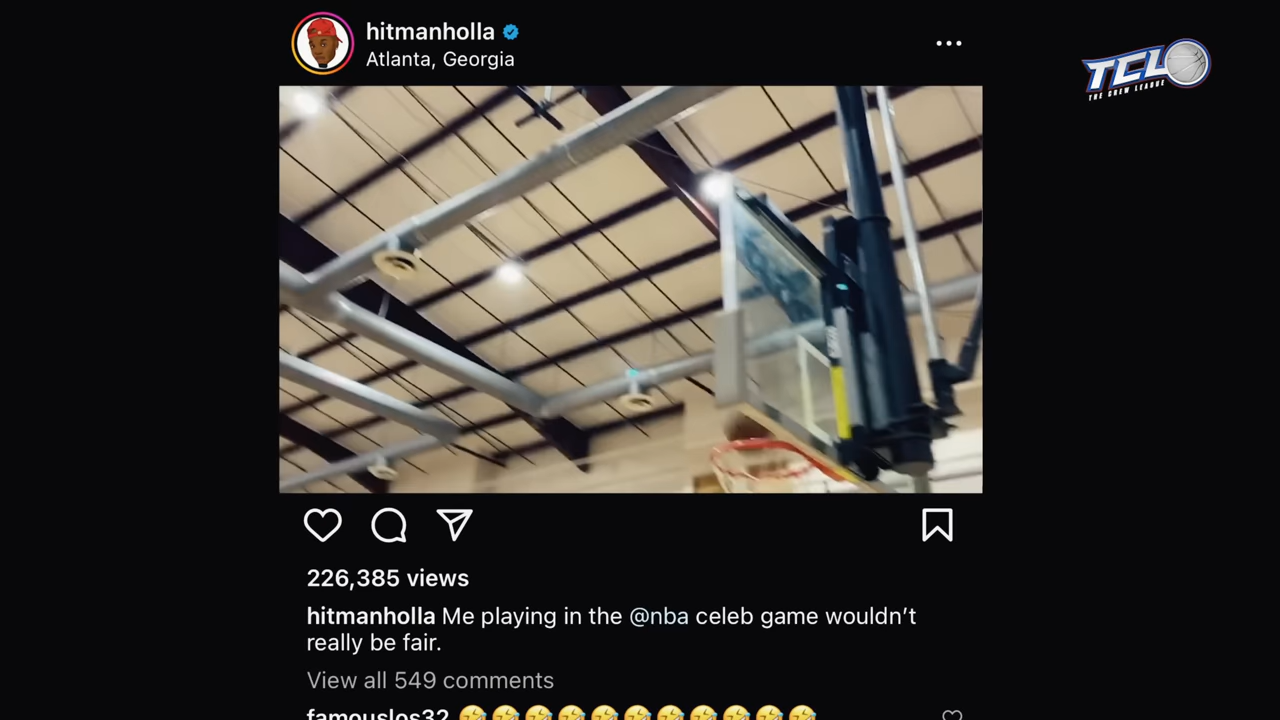 hitmanholla
Atlanta, Georgia
TCL
THE CREW LEAGUE
226,385 views
hitmanholla Me playing in the @nba celeb game wouldn’t
really be fair.
View all 549 comments
famouslos32 🤣🤣🤣🤣🤣🤣🤣🤣🤣🤣🤣